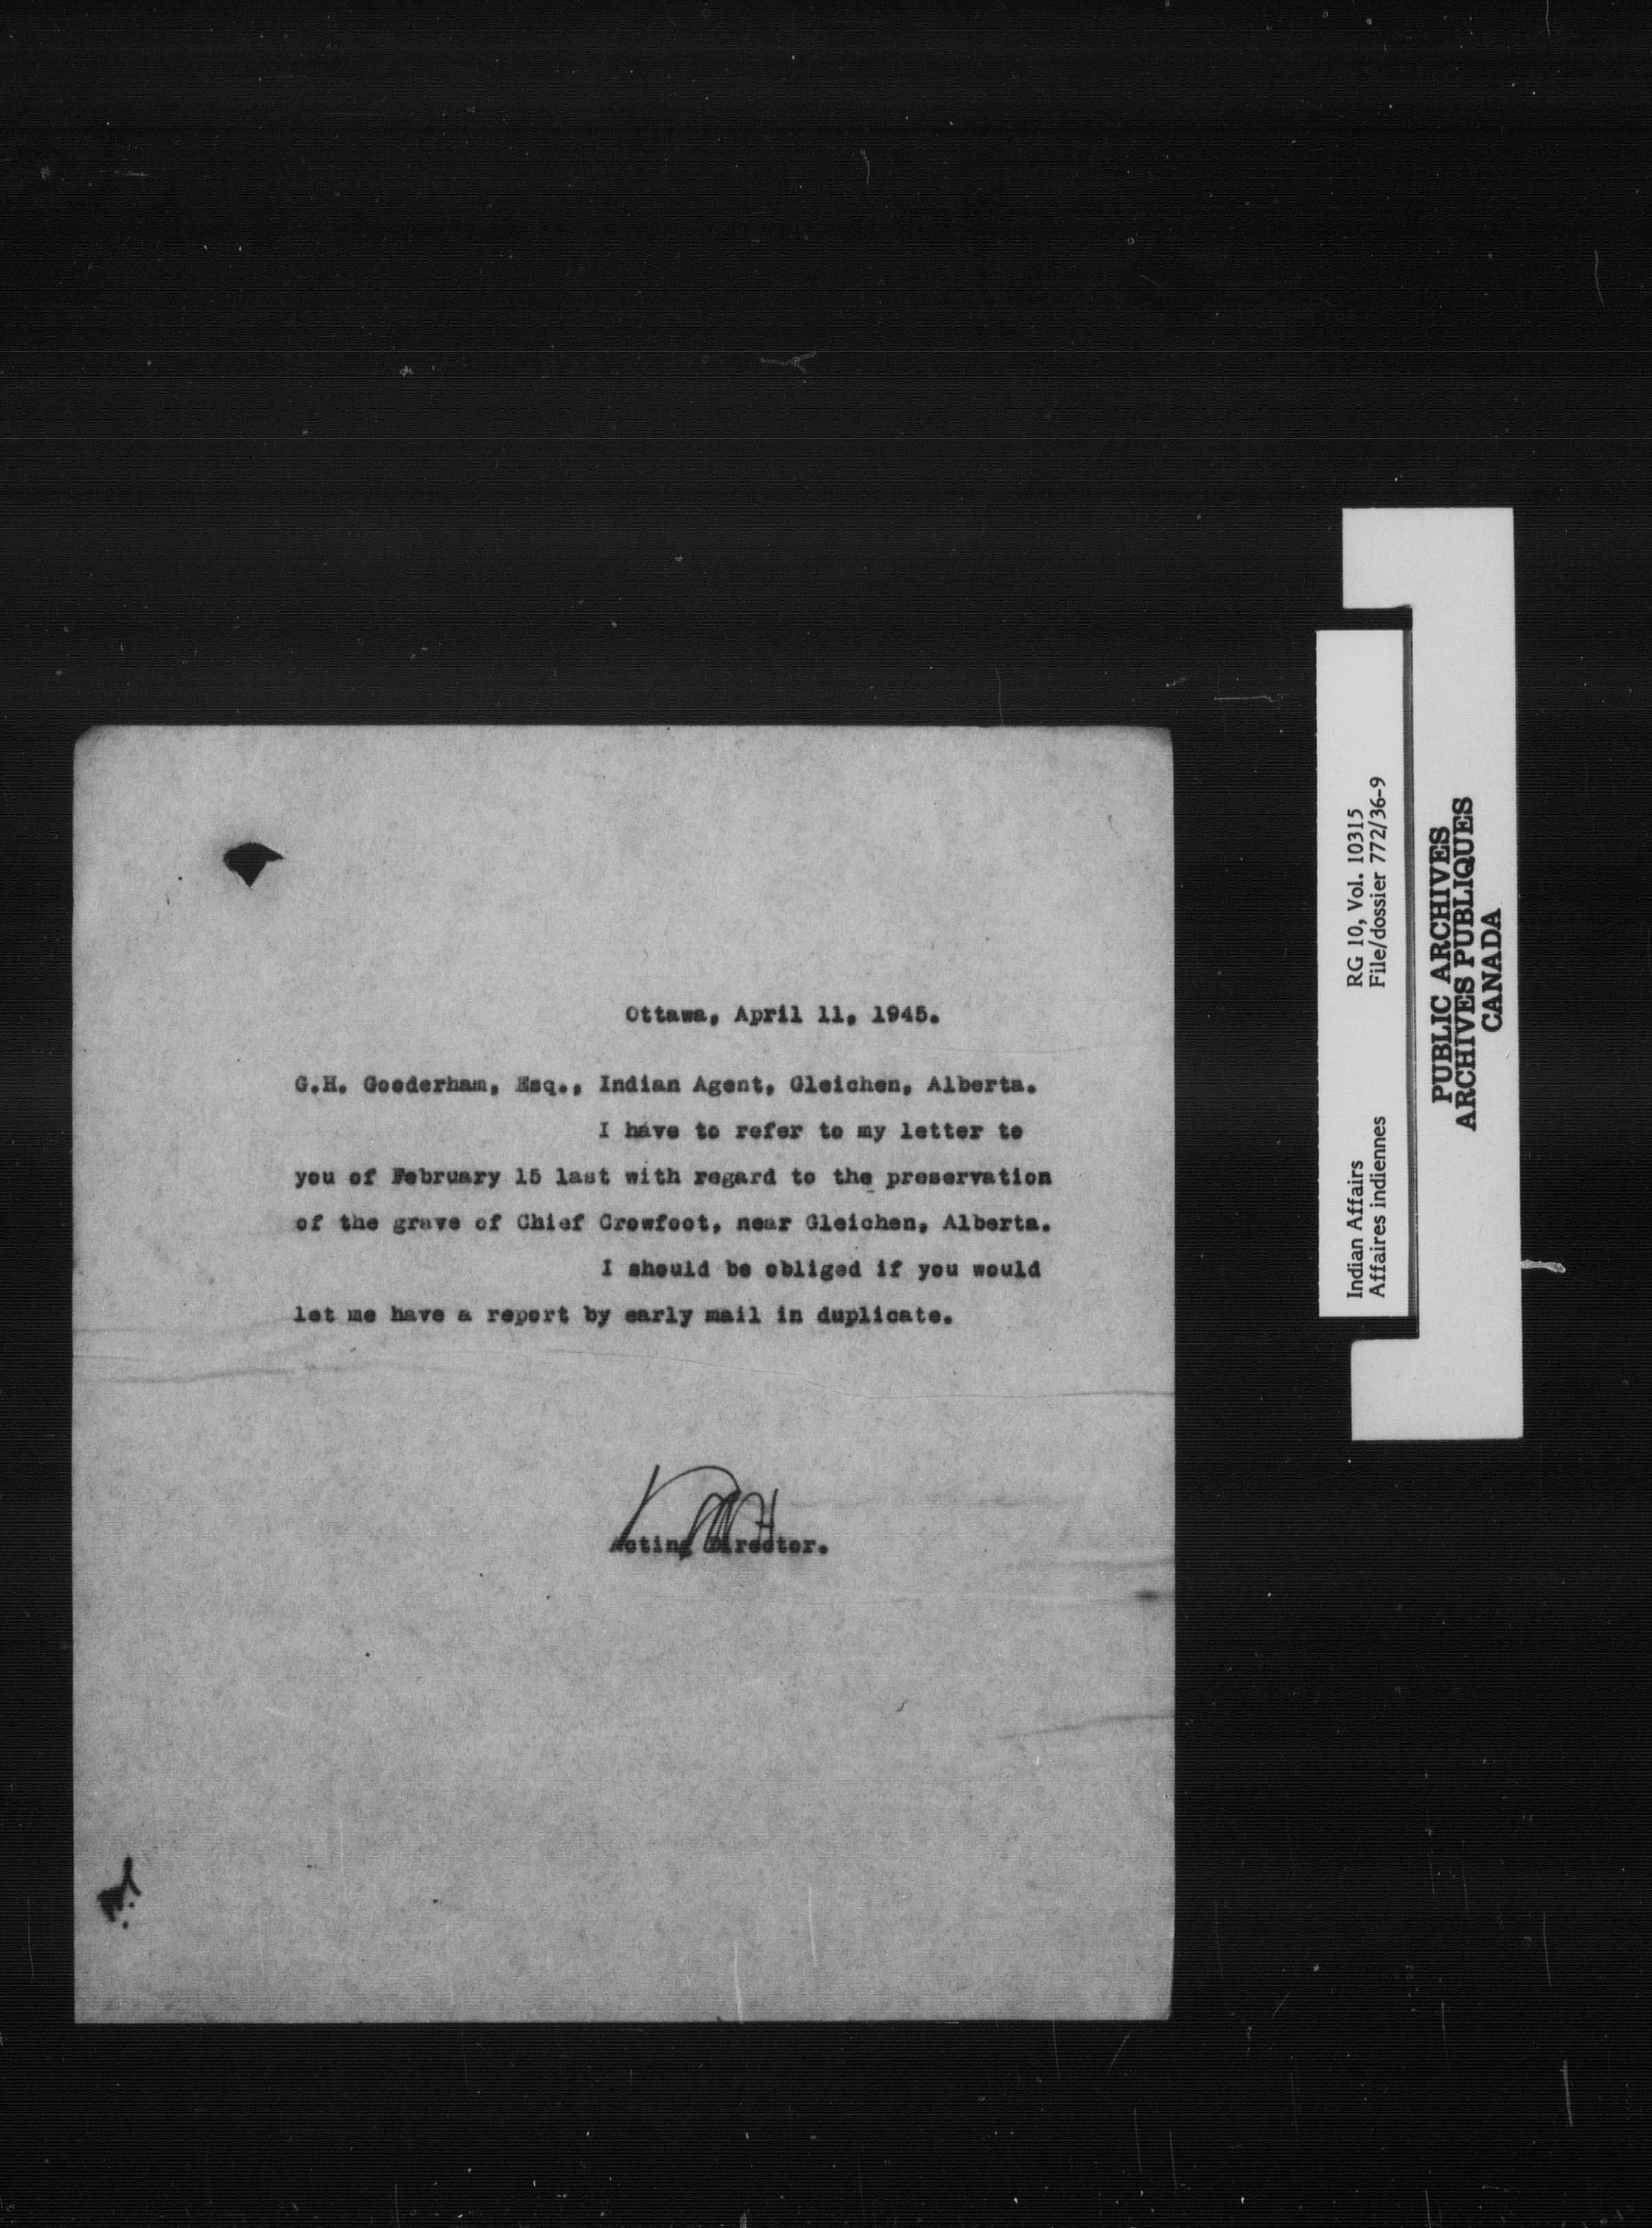 Ottawa, April 11, 1945.
G.H. Gooderham, Esq., Indian Agent, Gleichen, Alberta.
I have to refer to my letter to
you of February 15 last with regard to the preservation
of the grave of Chief Crowfoot, near Gleichen, Alberta.
I should be obliged if you would
let me have a report by early mail in duplicate.
Acting Director.
Indian Affairs RG 10, Vol. 10315
Affaires indiennes File/dossier 772/36-9
PUBLIC ARCHIVES
ARCHIVES PUBLIQUES
CANADA